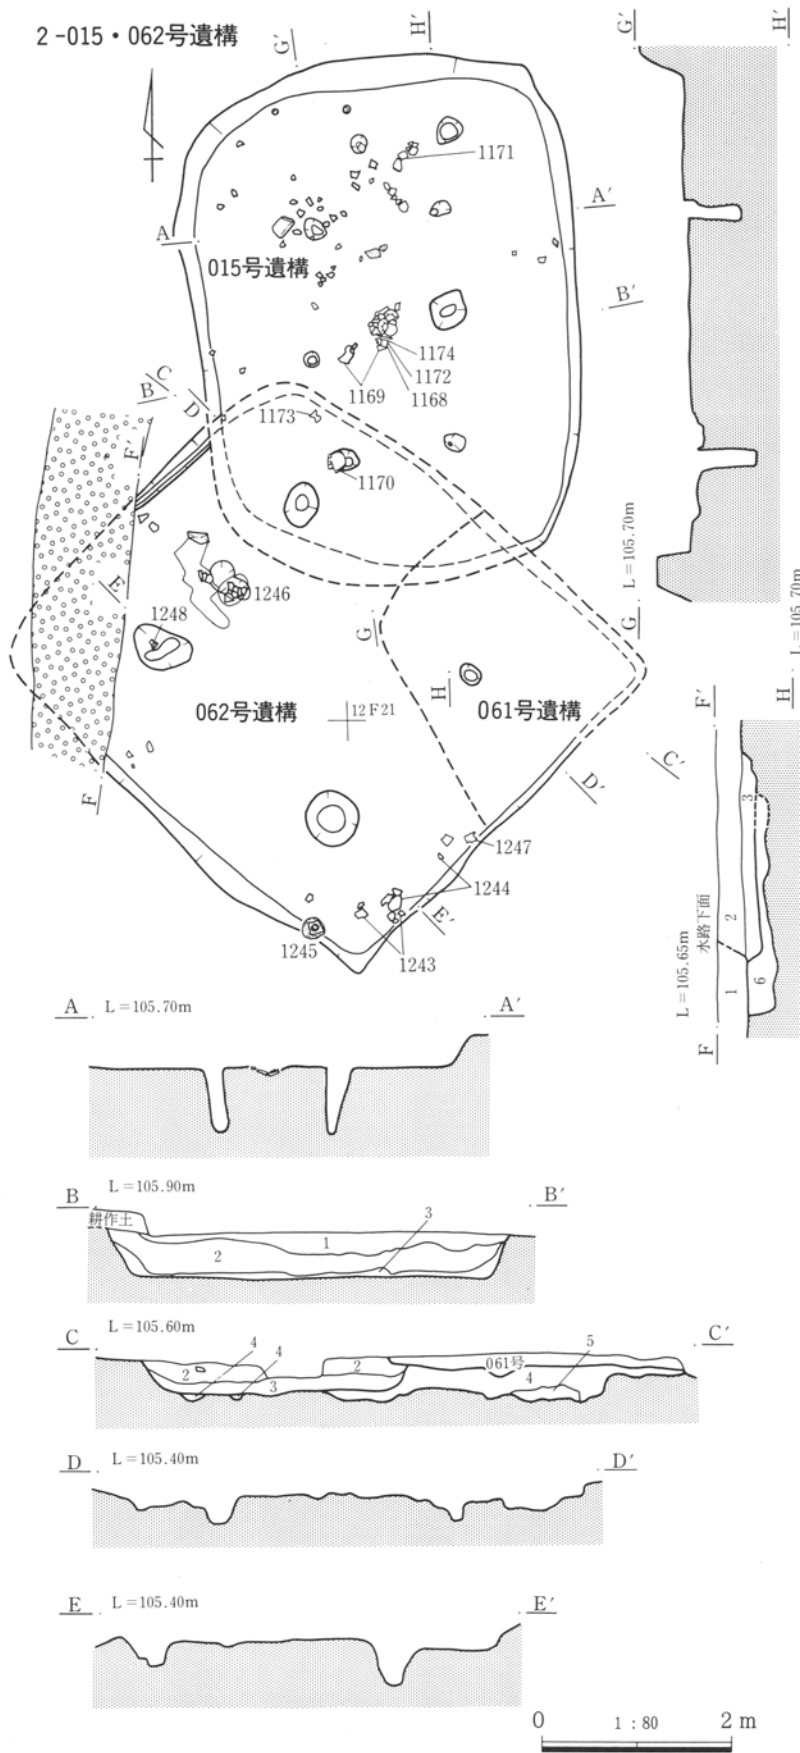 2-015・062号遺構
G′
H′
G′
H′
1171
A
A′
015号遺構
B′
1174
1172
1169
1168
C
B
D
1173
F′
1170
L=105.70m
E
1246
1248
G
G
L=105.70m
H
062号遺構
12F21
061号遺構
F′
H
C′
D′
F
3
1247
1244
E′
2
水路下面
1245
1243
L=105.65m
1
6
F
A
L=105.70m
A′
B
L=105.90m
B′
耕作土
3
1
2
C
L=105.60m
C′
4
4
5
2
2
061号
3
4
D
L=105.40m
D′
E
L=105.40m
E′
0
1:80
2m